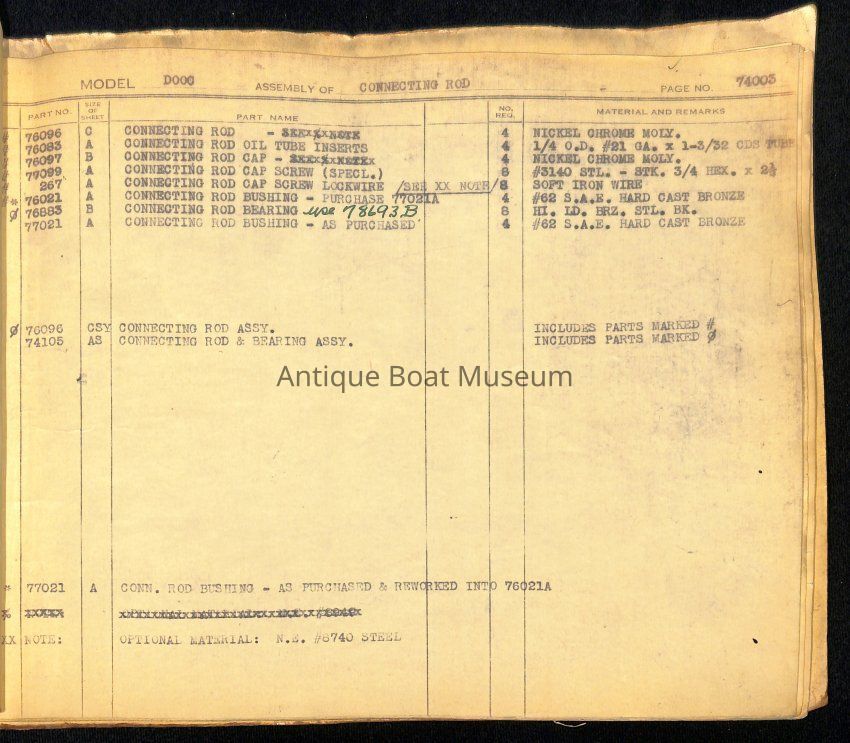 MODEL DOOC ASSEMBLY OF CONNECTING ROD PAGE NO. 74003
PART NO. SIZE OF SHEET PART NAME NO. REQ. MATERIAL AND REMARKS
# 76096 C CONNECTING ROD - 4 NICKEL CHROME MOLY.
# 76083 A CONNECTING ROD OIL TUBE INSERTS 4 1/4 O.D. #21 GA. x 1-3/32 CDS TUBE
# 76097 B CONNECTING ROD CAP - 4 NICKEL CHROME MOLY.
# 77099 A CONNECTING ROD CAP SCREW (SPECL.) 8 #3140 STL. - STK. 3/4 HEX. x 2½
# 267 A CONNECTING ROD CAP SCREW LOCKWIRE /SEE XX NOTE/ 8 SOFT IRON WIRE
#* 76021 A CONNECTING ROD BUSHING - PURCHASE 77021A 4 #62 S.A.E. HARD CAST BRONZE
Ø 76883 B CONNECTING ROD BEARING use 78693B 8 HI. LD. BRZ. STL. BK.
77021 A CONNECTING ROD BUSHING - AS PURCHASED 4 #62 S.A.E. HARD CAST BRONZE
Ø 76096 CSY CONNECTING ROD ASSY. INCLUDES PARTS MARKED #
74105 AS CONNECTING ROD & BEARING ASSY. INCLUDES PARTS MARKED Ø
Antique Boat Museum
* 77021 A CONN. ROD BUSHING - AS PURCHASED & REWORKED INTO 76021A
XX NOTE: OPTIONAL MATERIAL: N.E. #8740 STEEL